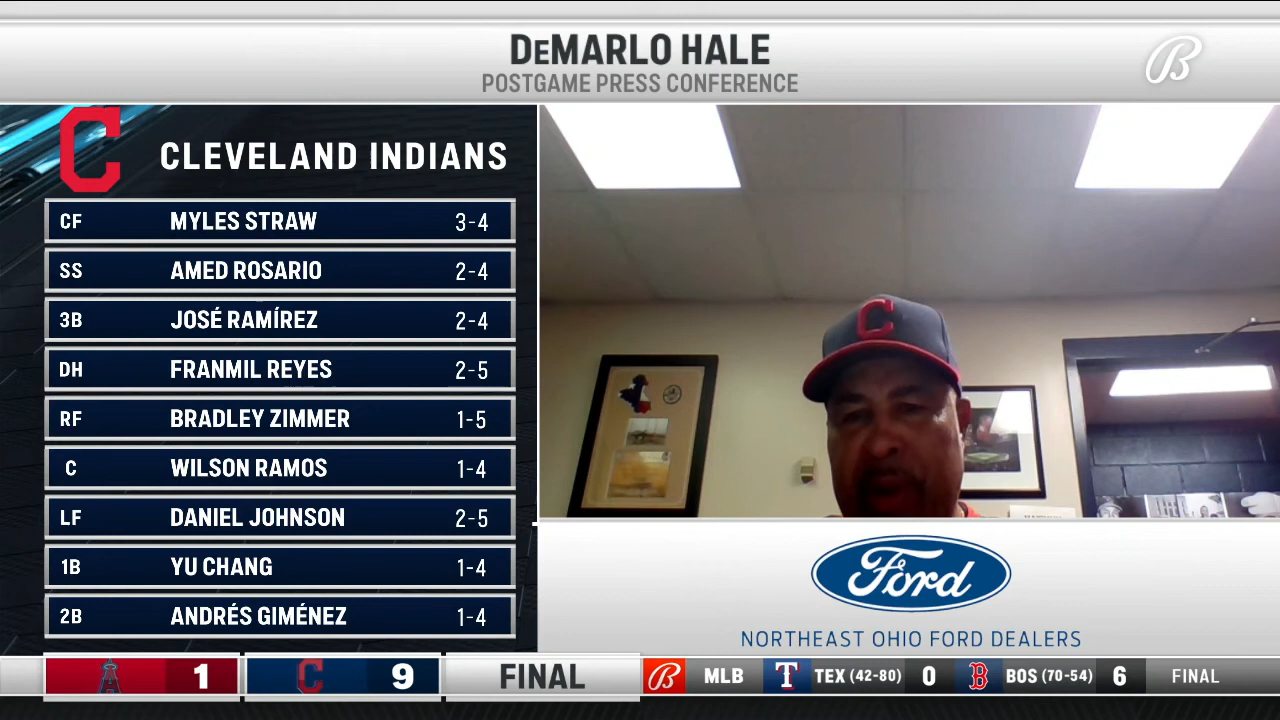 DEMARLO HALE
POSTGAME PRESS CONFERENCE
B
C CLEVELAND INDIANS
CF MYLES STRAW 3-4
SS AMED ROSARIO 2-4
3B JOSÉ RAMÍREZ 2-4
DH FRANMIL REYES 2-5
RF BRADLEY ZIMMER 1-5
C WILSON RAMOS 1-4
LF DANIEL JOHNSON 2-5
1B YU CHANG 1-4
2B ANDRÉS GIMÉNEZ 1-4
C
Ford
NORTHEAST OHIO FORD DEALERS
A 1 C 9 FINAL B MLB T TEX (42-80) 0 B BOS (70-54) 6 FINAL